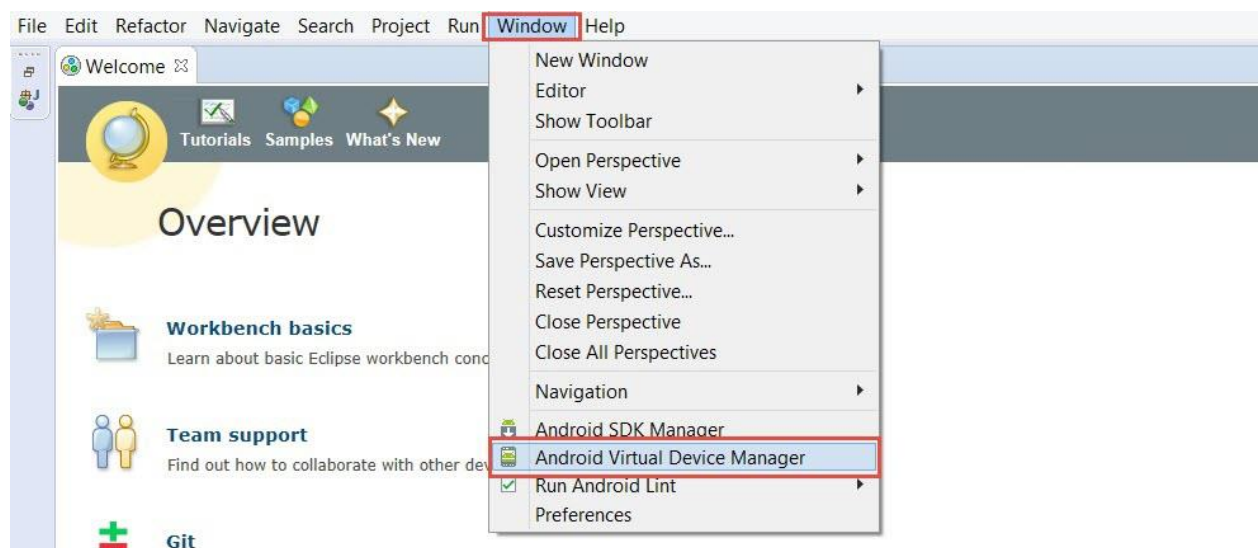 File Edit Refactor Navigate Search Project Run Window Help
Welcome
Tutorials Samples What's New
Overview
Workbench basics
Learn about basic Eclipse workbench conc
Team support
Find out how to collaborate with other dev
Git
New Window
Editor
Show Toolbar
Open Perspective
Show View
Customize Perspective...
Save Perspective As...
Reset Perspective...
Close Perspective
Close All Perspectives
Navigation
Android SDK Manager
Android Virtual Device Manager
Run Android Lint
Preferences